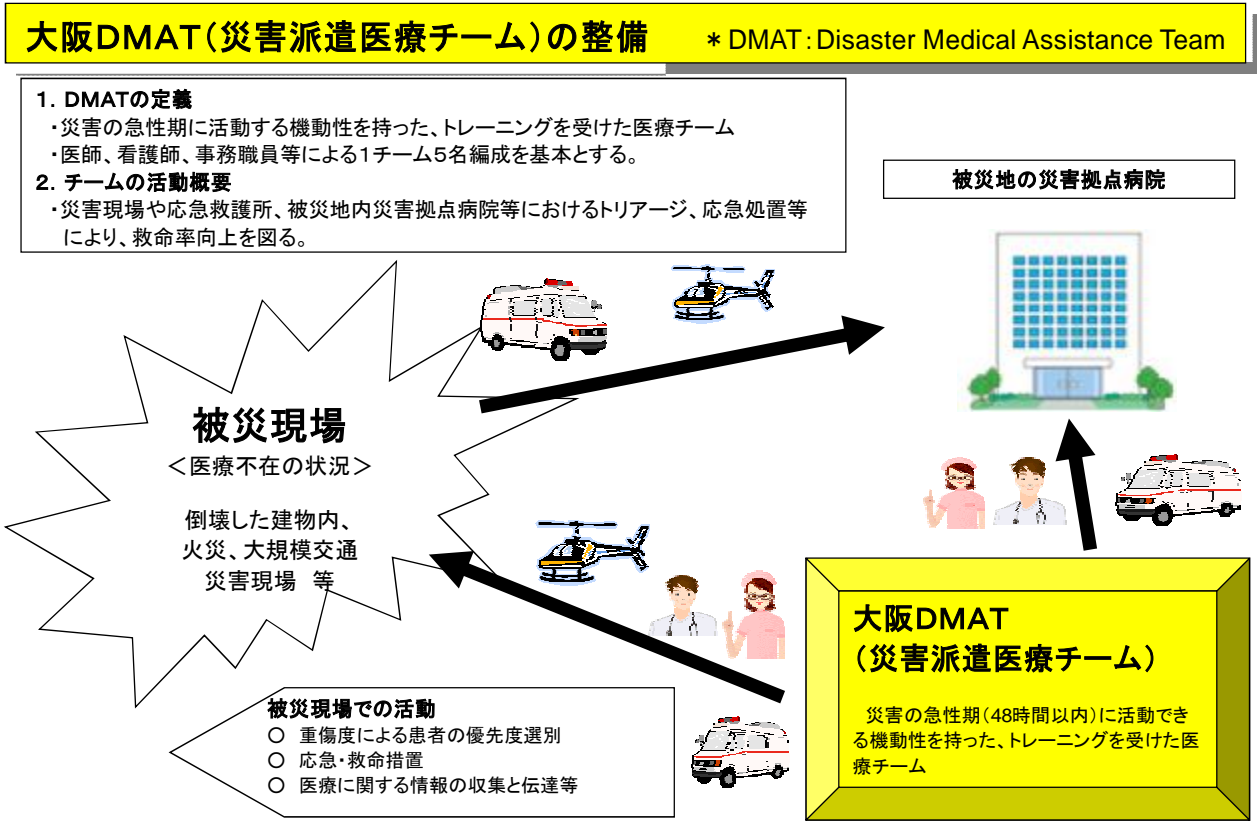 大阪DMAT(災害派遣医療チーム)の整備 ＊DMAT：Disaster Medical Assistance Team
１．DMATの定義
・災害の急性期に活動する機動性を持った、トレーニングを受けた医療チーム
・医師、看護師、事務職員等による１チーム５名編成を基本とする。
２．チームの活動概要
・災害現場や応急救護所、被災地内災害拠点病院等におけるトリアージ、応急処置等
により、救命率向上を図る。
被災地の災害拠点病院
被災現場
＜医療不在の状況＞
倒壊した建物内、
火災、大規模交通
災害現場　等
大阪DMAT
（災害派遣医療チーム）
災害の急性期（48時間以内）に活動でき
る機動性を持った、トレーニングを受けた医
療チーム
被災現場での活動
○　重傷度による患者の優先度選別
○　応急・救命措置
○　医療に関する情報の収集と伝達等